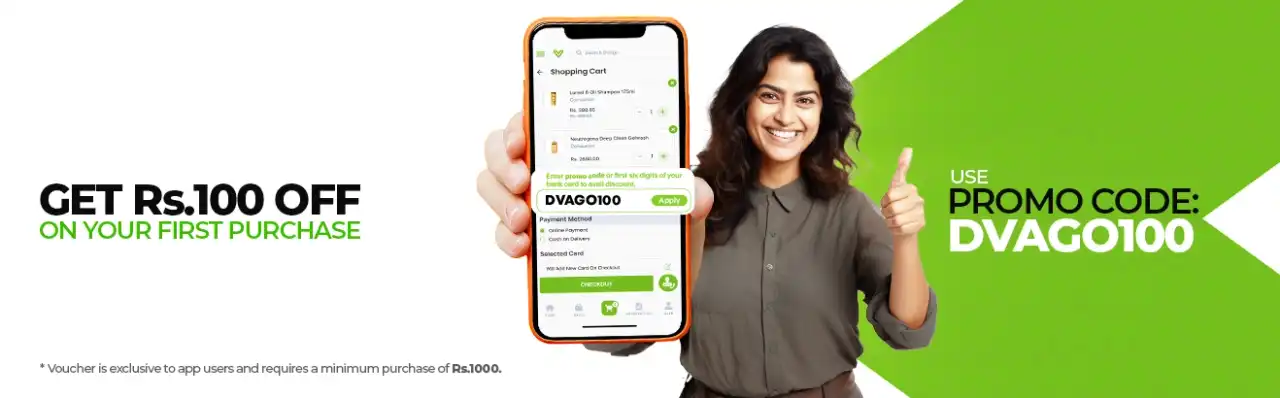 GET Rs.100 OFF
ON YOUR FIRST PURCHASE
* Voucher is exclusive to app users and requires a minimum purchase of Rs.1000.
Shopping Cart
Enter promo code or first six digits of your
bank card to avail discount.
DVAGO100
Apply
Payment Method
Online Payment
Cash on Delivery
Selected Card
CHECKOUT
USE
PROMO CODE:
DVAGO100